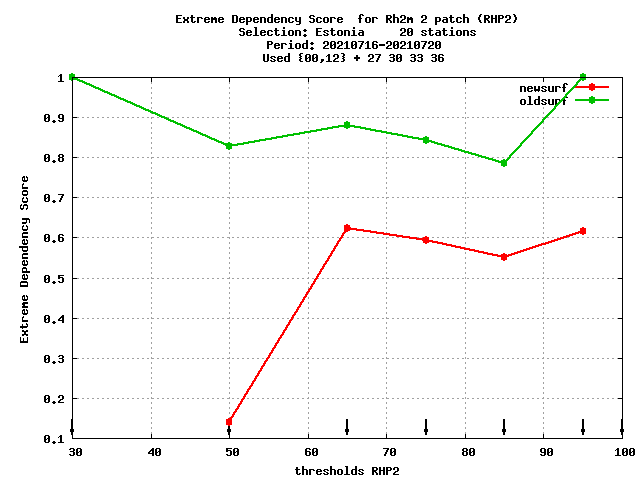 Extreme Dependency Score  for Rh2m 2 patch (RHP2)
Selection: Estonia     20 stations
Period: 20210716-20210720
Used {00,12} + 27 30 33 36
newsurf
oldsurf
1
0.9
0.8
0.7
0.6
0.5
0.4
0.3
0.2
0.1
Extreme Dependency Score
30 40 50 60 70 80 90 100
thresholds RHP2